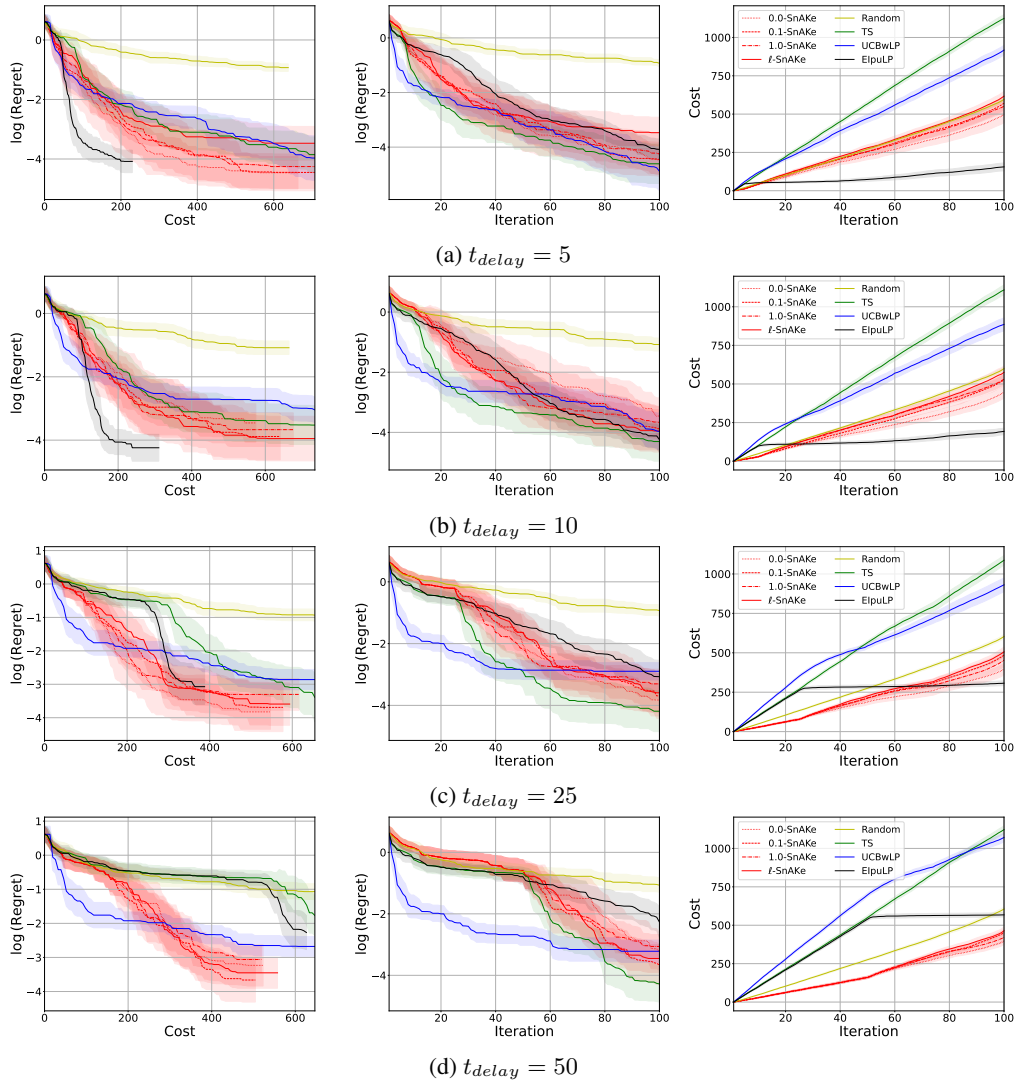 0
−2
−4
log (Regret)
0
200
400
600
Cost
0
−2
−4
log (Regret)
20
40
60
80
100
Iteration
1000
750
500
250
0
Cost
0.0-SnAKe
0.1-SnAKe
1.0-SnAKe
ℓ-SnAKe
Random
TS
UCBwLP
EIpuLP
20
40
60
80
100
Iteration
(a) t_delay = 5
0
−2
−4
log (Regret)
0
200
400
600
Cost
0
−2
−4
log (Regret)
20
40
60
80
100
Iteration
1000
750
500
250
0
Cost
0.0-SnAKe
0.1-SnAKe
1.0-SnAKe
ℓ-SnAKe
Random
TS
UCBwLP
EIpuLP
20
40
60
80
100
Iteration
(b) t_delay = 10
1
0
−1
−2
−3
−4
log (Regret)
0
200
400
600
Cost
0
−2
−4
log (Regret)
20
40
60
80
100
Iteration
1000
750
500
250
0
Cost
0.0-SnAKe
0.1-SnAKe
1.0-SnAKe
ℓ-SnAKe
Random
TS
UCBwLP
EIpuLP
20
40
60
80
100
Iteration
(c) t_delay = 25
1
0
−1
−2
−3
−4
log (Regret)
0
200
400
600
Cost
0
−2
−4
log (Regret)
20
40
60
80
100
Iteration
1000
750
500
250
0
Cost
0.0-SnAKe
0.1-SnAKe
1.0-SnAKe
ℓ-SnAKe
Random
TS
UCBwLP
EIpuLP
20
40
60
80
100
Iteration
(d) t_delay = 50